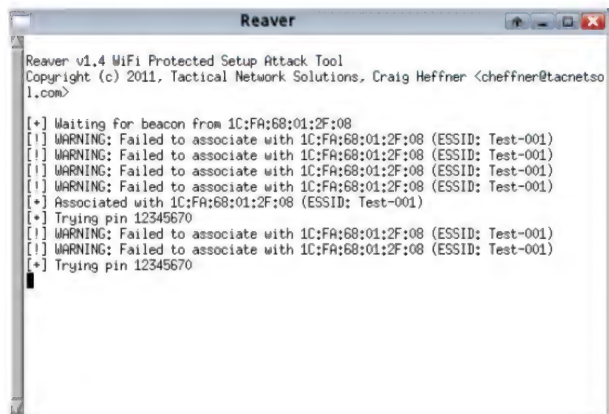 Reaver
Reaver v1.4 WiFi Protected Setup Attack Tool
Copyright (c) 2011, Tactical Network Solutions, Craig Heffner <cheffner@tacnetso
l.com>
[+] Waiting for beacon from 1C:FA:68:01:2F:08
[!] WARNING: Failed to associate with 1C:FA:68:01:2F:08 (ESSID: Test-001)
[!] WARNING: Failed to associate with 1C:FA:68:01:2F:08 (ESSID: Test-001)
[!] WARNING: Failed to associate with 1C:FA:68:01:2F:08 (ESSID: Test-001)
[!] WARNING: Failed to associate with 1C:FA:68:01:2F:08 (ESSID: Test-001)
[+] Associated with 1C:FA:68:01:2F:08 (ESSID: Test-001)
[+] Trying pin 12345670
[!] WARNING: Failed to associate with 1C:FA:68:01:2F:08 (ESSID: Test-001)
[!] WARNING: Failed to associate with 1C:FA:68:01:2F:08 (ESSID: Test-001)
[+] Trying pin 12345670